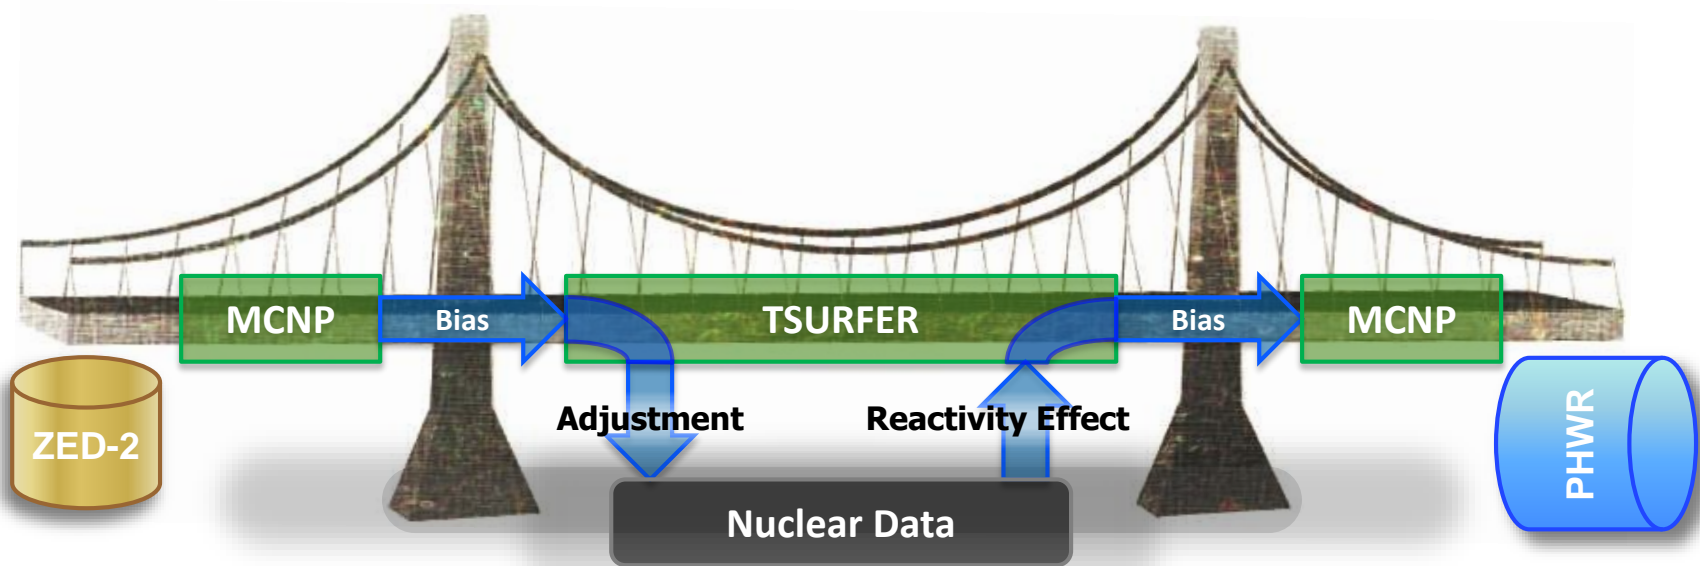 MCNP
Bias
TSURFER
Bias
MCNP
Adjustment
Reactivity Effect
ZED-2
PHWR
Nuclear Data